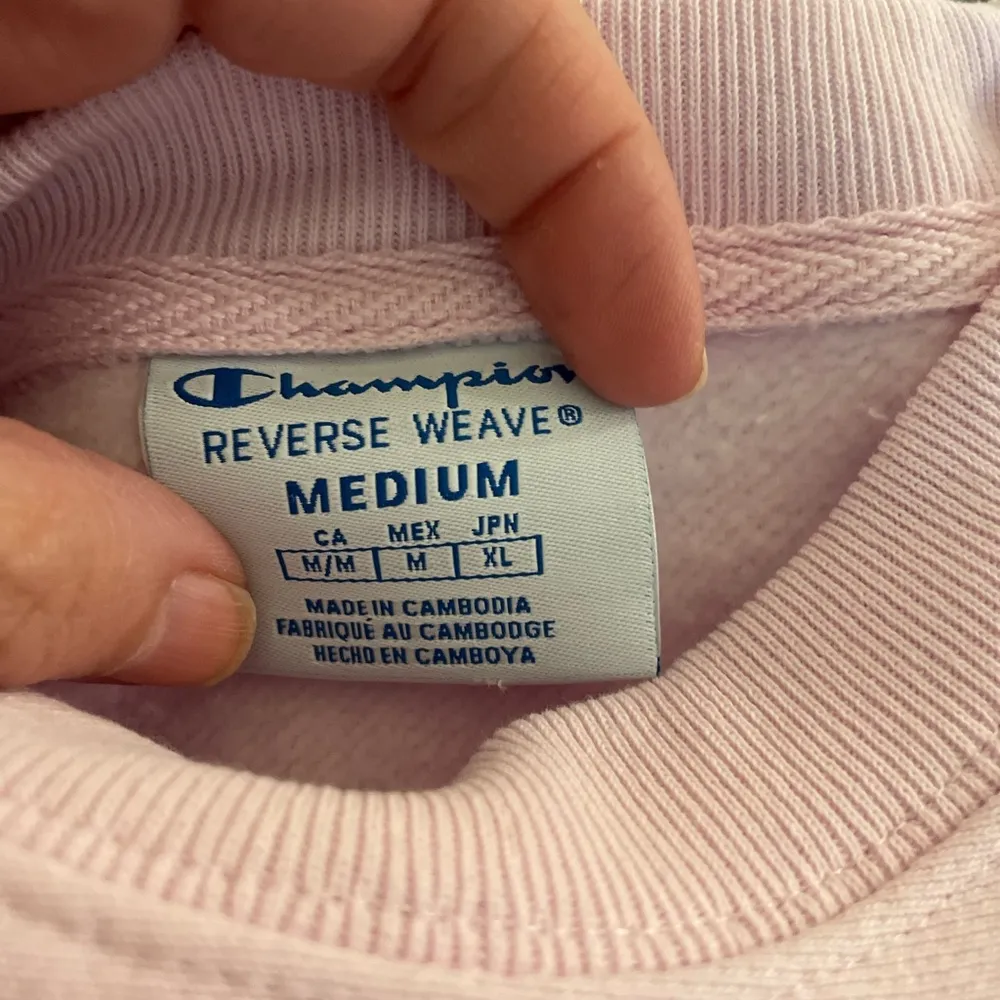 Champion
REVERSE WEAVE®
MEDIUM
CA MEX JPN
M/M M XL
MADE IN CAMBODIA
FABRIQUÉ AU CAMBODGE
HECHO EN CAMBOYA